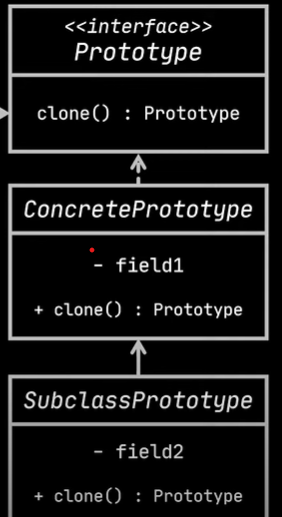 <<interface>>
Prototype
clone() : Prototype
ConcretePrototype
- field1
+ clone() : Prototype
SubclassPrototype
- field2
+ clone() : Prototype